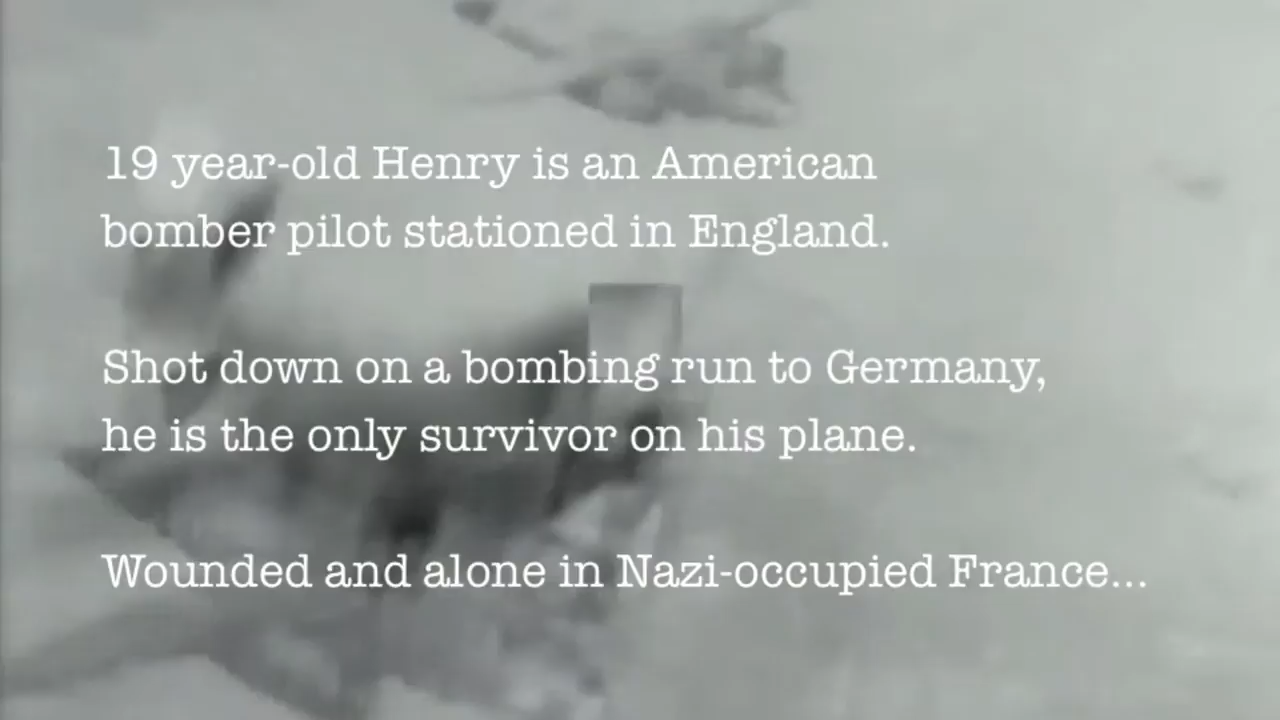 19 year-old Henry is an American
bomber pilot stationed in England.
Shot down on a bombing run to Germany,
he is the only survivor on his plane.
Wounded and alone in Nazi-occupied France...